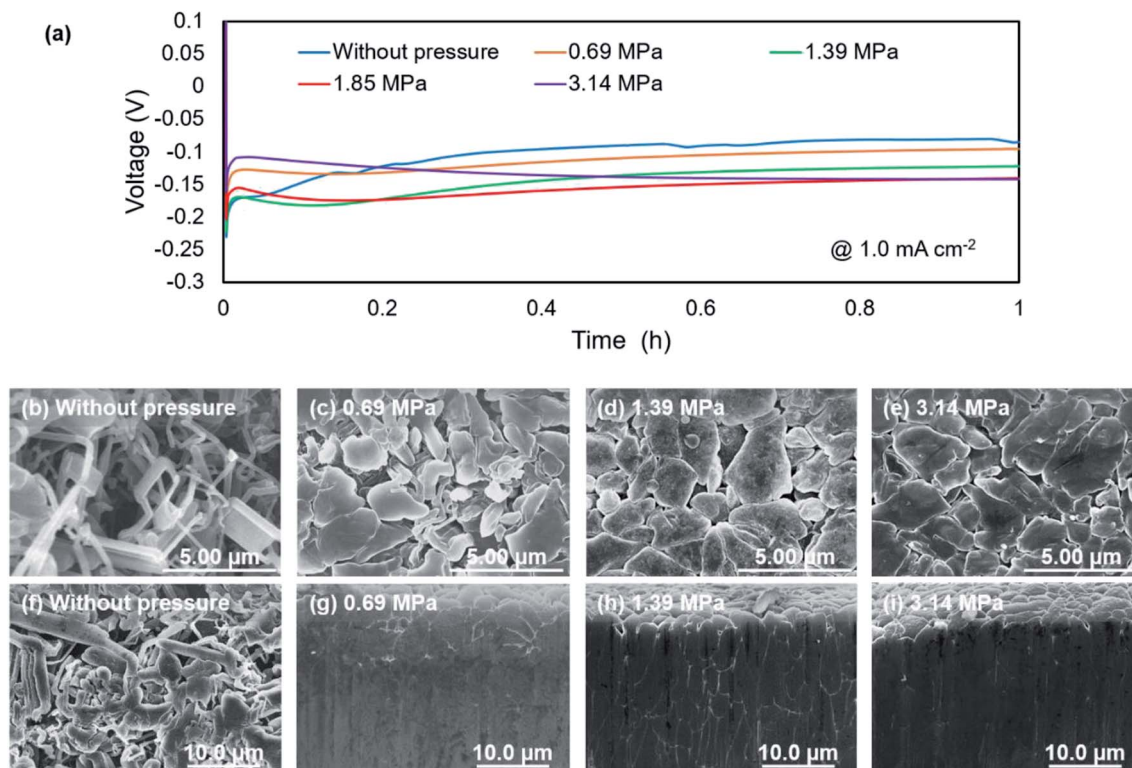 (a)
0.1
0.05
0
-0.05
-0.1
-0.15
-0.2
-0.25
-0.3
Voltage (V)
Without pressure 0.69 MPa 1.39 MPa
1.85 MPa 3.14 MPa
@ 1.0 mA cm⁻²
0 0.2 0.4 0.6 0.8 1
Time (h)
(b) Without pressure (c) 0.69 MPa (d) 1.39 MPa (e) 3.14 MPa
5.00 µm 5.00 µm 5.00 µm 5.00 µm
(f) Without pressure (g) 0.69 MPa (h) 1.39 MPa (i) 3.14 MPa
10.0 µm 10.0 µm 10.0 µm 10.0 µm